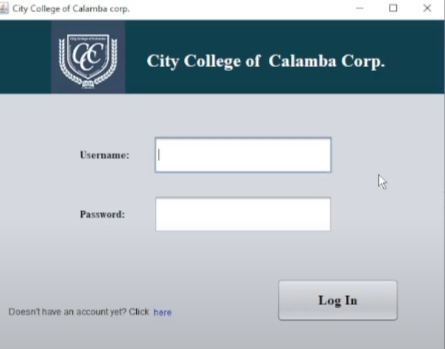 City College of Calamba corp.
City College of Calamba Corp.
Username:
Password:
Log In
Doesn't have an account yet? Click here